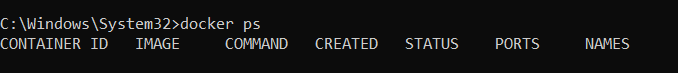 C:\Windows\System32>docker ps
CONTAINER ID   IMAGE     COMMAND   CREATED   STATUS    PORTS     NAMES